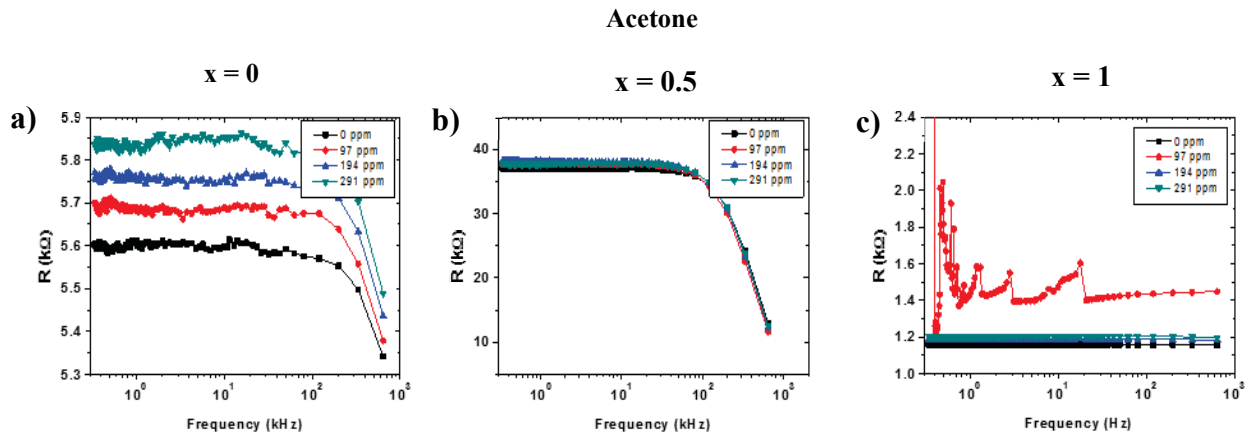 Acetone
x = 0
x = 0.5
x = 1
a)
5.9
5.8
5.7
5.6
5.5
5.4
5.3
R (kΩ)
0 ppm
97 ppm
194 ppm
291 ppm
10⁰ 10¹ 10² 10³
Frequency (kHz)
b)
40
30
20
10
R (kΩ)
0 ppm
97 ppm
194 ppm
291 ppm
10⁰ 10¹ 10² 10³
Frequency (kHz)
c)
2.4
2.2
2.0
1.8
1.6
1.4
1.2
1.0
R (kΩ)
0 ppm
97 ppm
194 ppm
291 ppm
10⁰ 10¹ 10² 10³
Frequency (Hz)